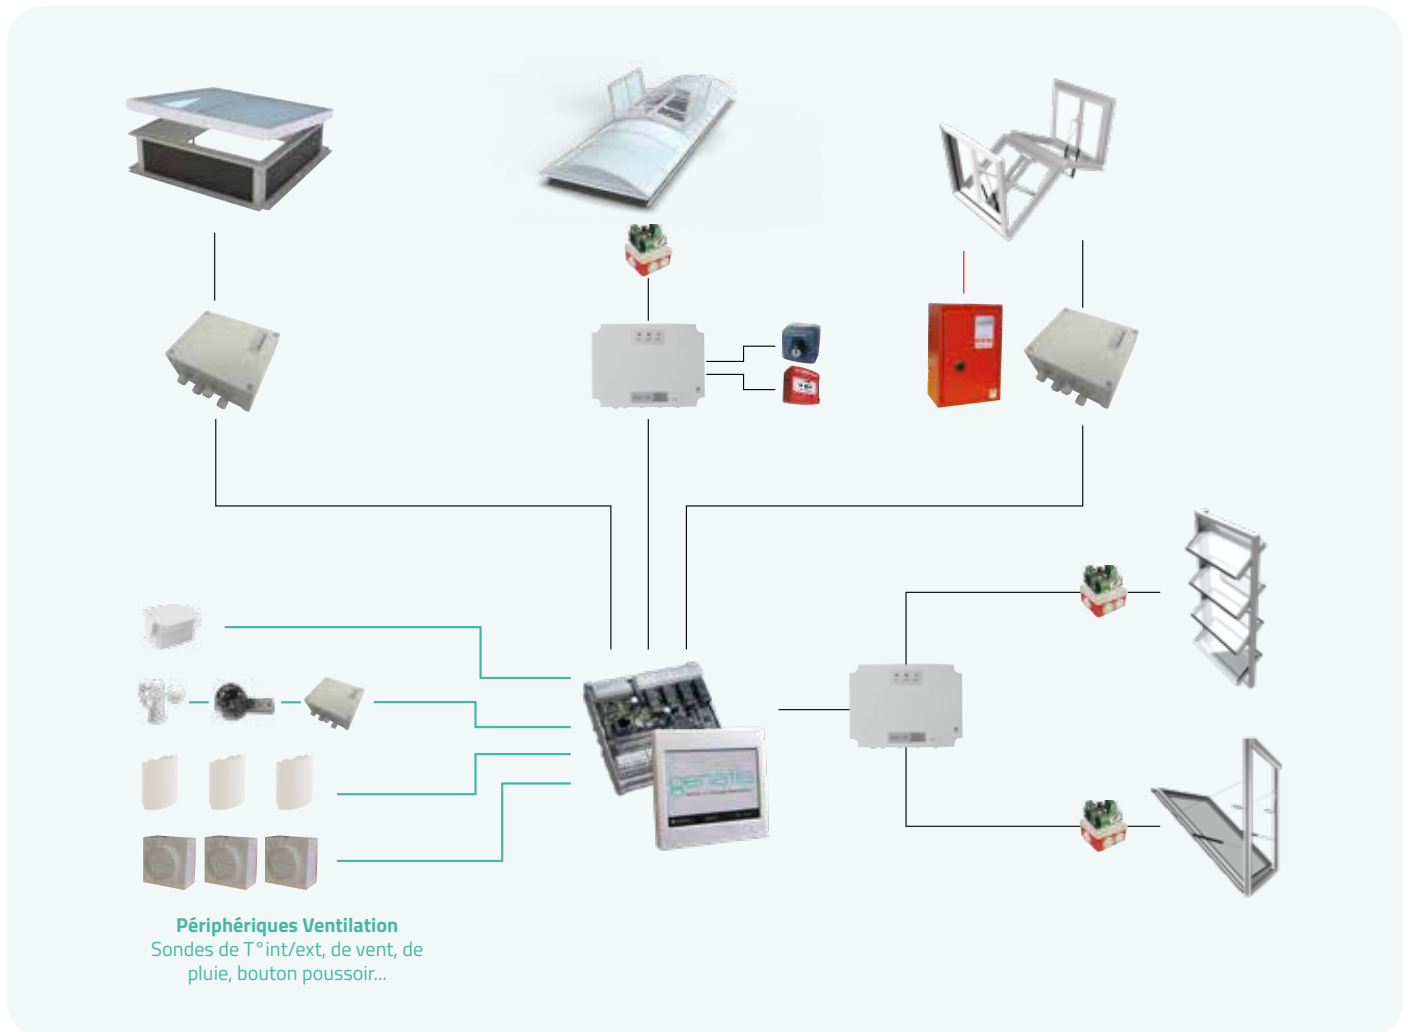 Périphériques Ventilation
Sondes de T°int/ext, de vent, de
pluie, bouton poussoir...